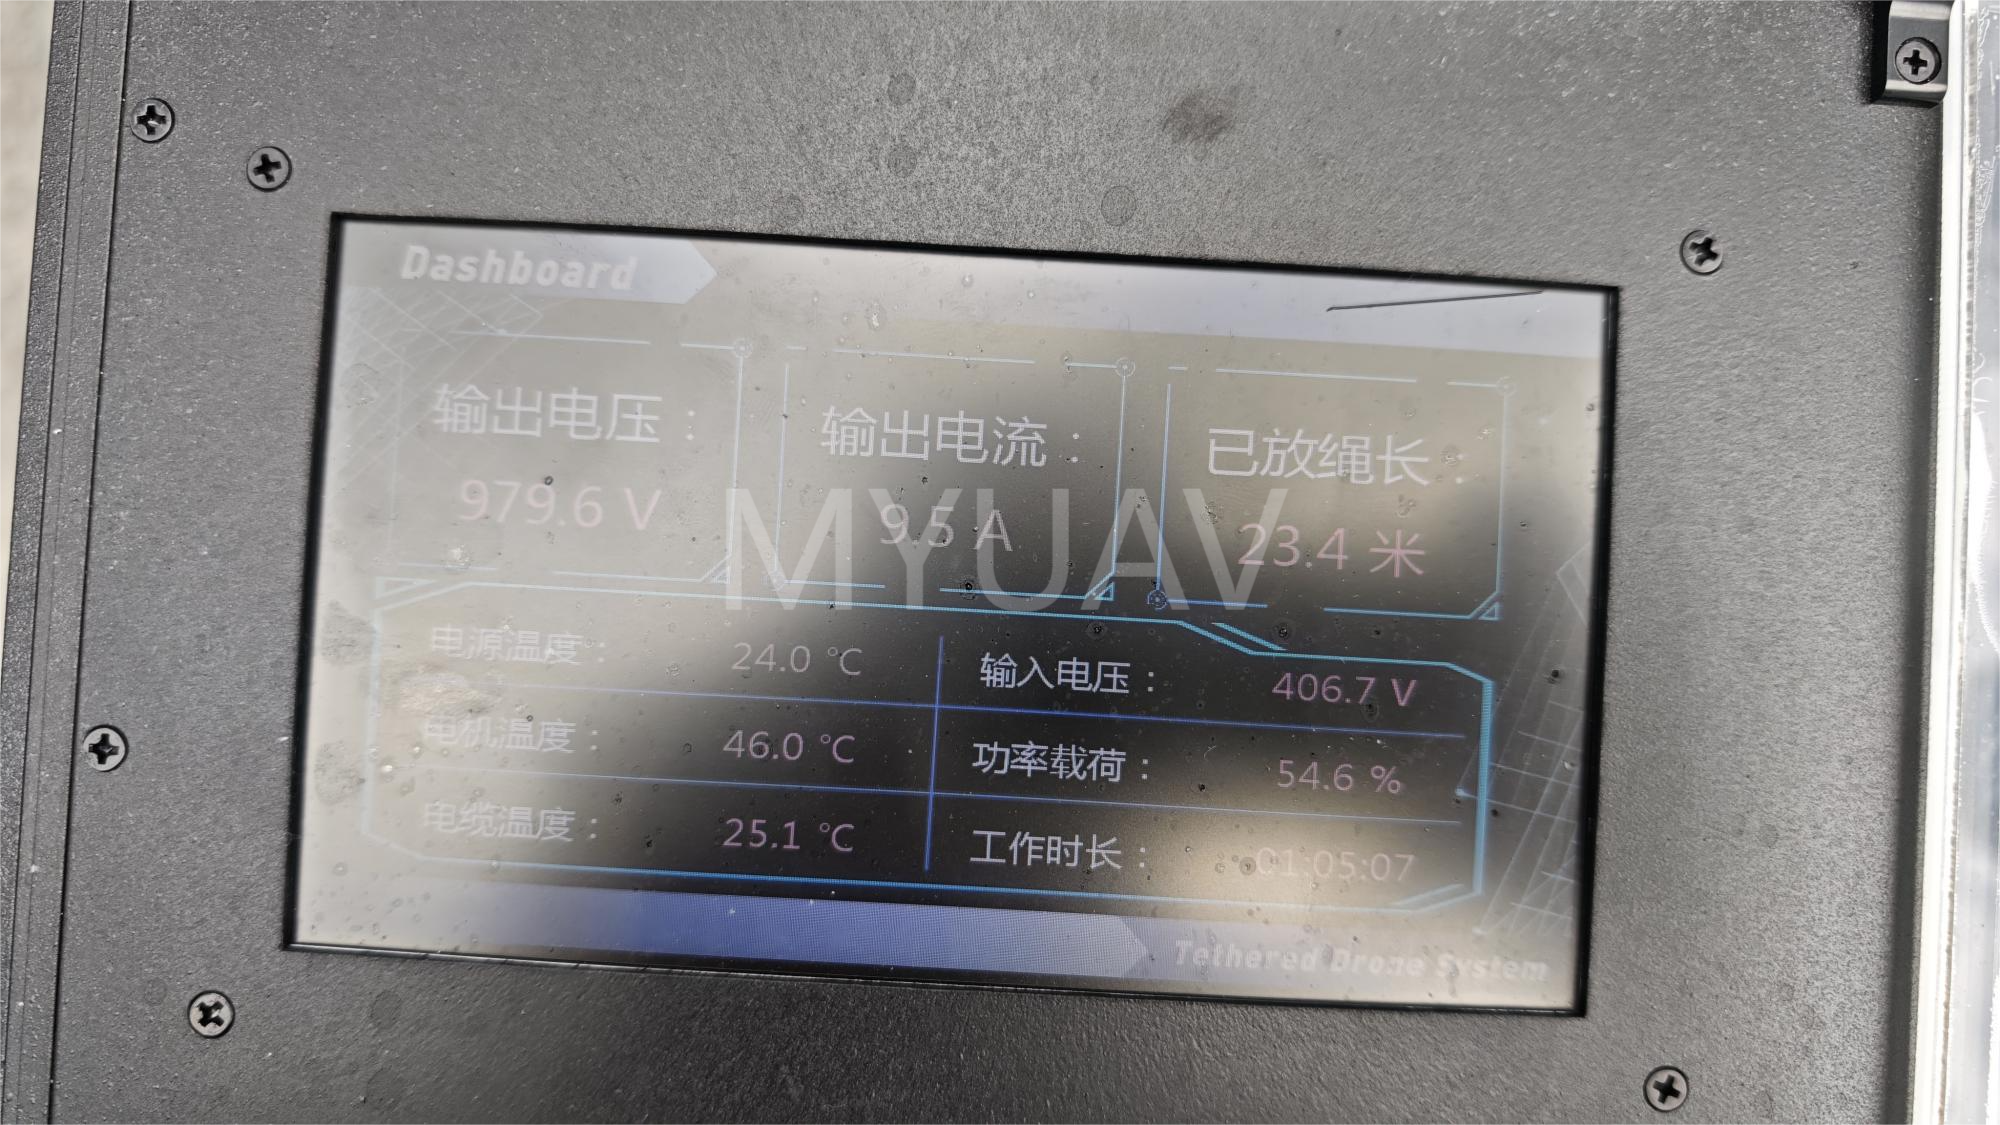 Dashboard
输出电压：
979.6 V
输出电流：
9.5 A
已放绳长：
23.4 米
MYUAV
电源温度： 24.0 ℃
输入电压： 406.7 V
电机温度： 46.0 ℃
功率载荷： 54.6 %
电缆温度： 25.1 ℃
工作时长： 01:05:07
Tethered Drone System